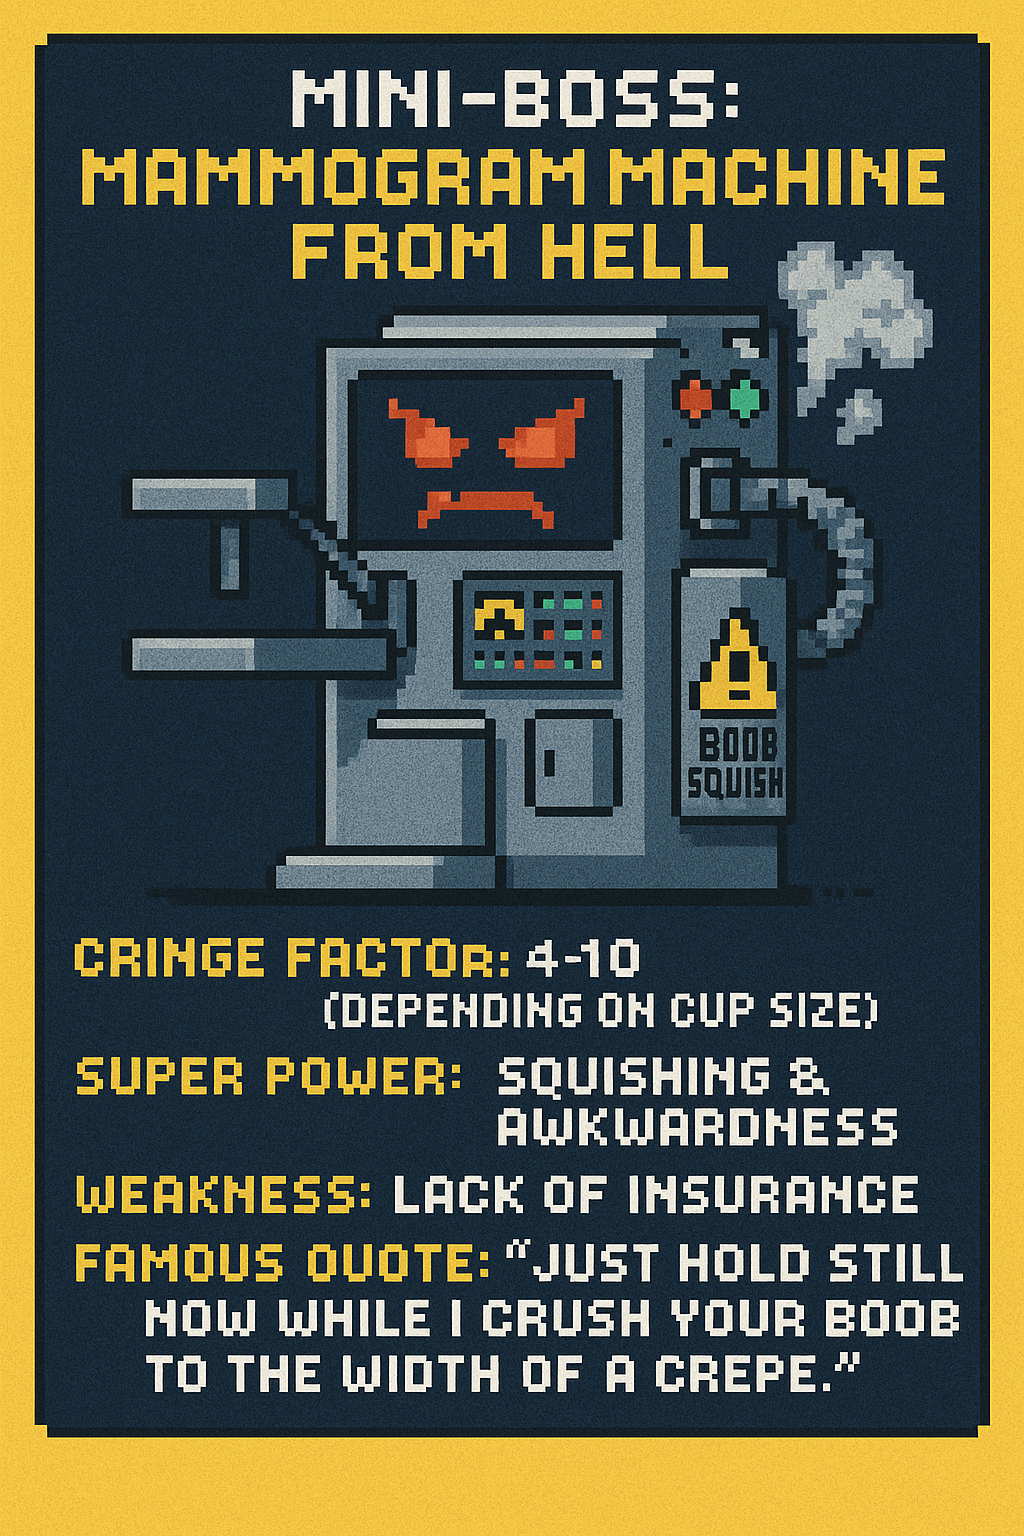 MINI-BOSS:
MAMMOGRAM MACHINE
FROM HELL
BOOB
SQUISH
CRINGE FACTOR: 4-10
(DEPENDING ON CUP SIZE)
SUPER POWER: SQUISHING &
AWKWARDNESS
WEAKNESS: LACK OF INSURANCE
FAMOUS QUOTE: "JUST HOLD STILL
NOW WHILE I CRUSH YOUR BOOB
TO THE WIDTH OF A CREPE."